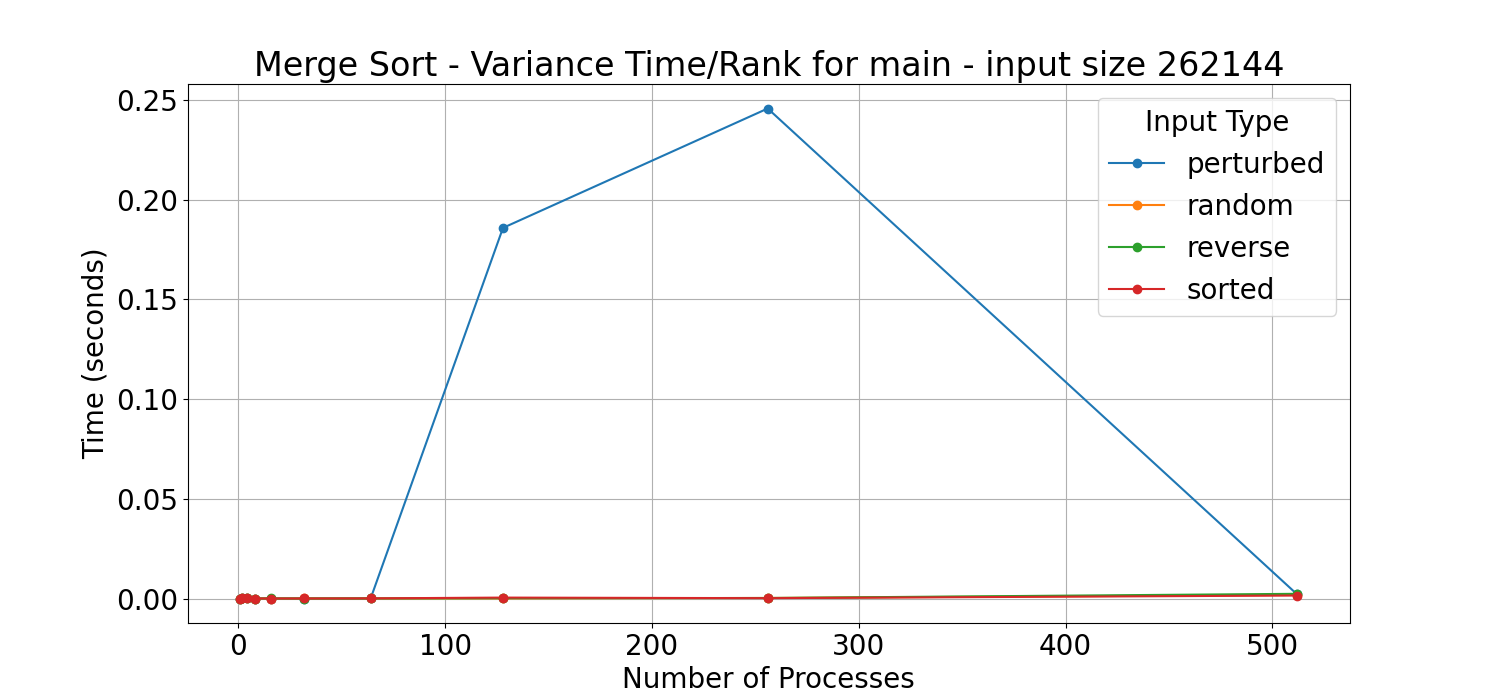 Merge Sort - Variance Time/Rank for main - input size 262144
0.25
0.20
0.15
0.10
0.05
0.00
Time (seconds)
Input Type
perturbed
random
reverse
sorted
0 100 200 300 400 500
Number of Processes